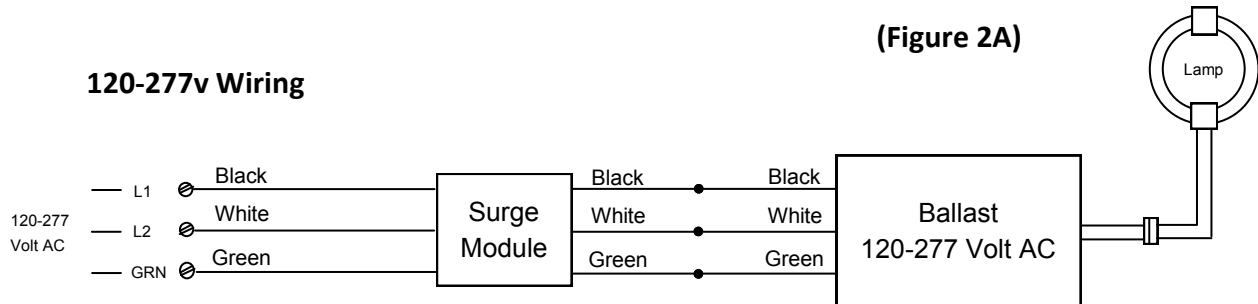 (Figure 2A)
120-277v Wiring
Lamp
120-277
Volt AC
L1
L2
GRN
Black
White
Green
Surge
Module
Black
White
Green
Black
White
Green
Ballast
120-277 Volt AC